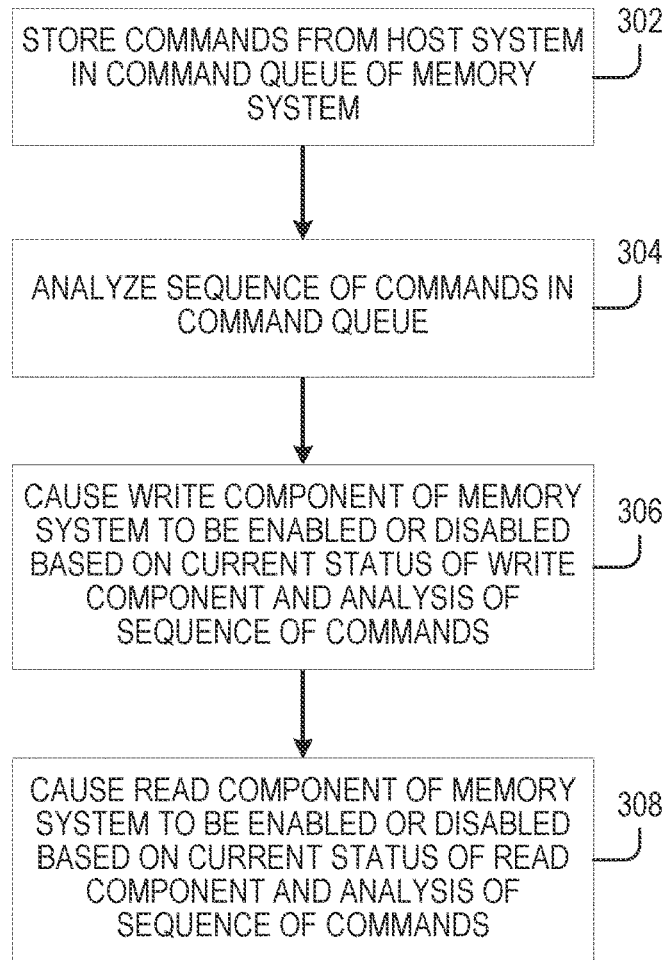 STORE COMMANDS FROM HOST SYSTEM
IN COMMAND QUEUE OF MEMORY
SYSTEM
302
ANALYZE SEQUENCE OF COMMANDS IN
COMMAND QUEUE
304
CAUSE WRITE COMPONENT OF MEMORY
SYSTEM TO BE ENABLED OR DISABLED
BASED ON CURRENT STATUS OF WRITE
COMPONENT AND ANALYSIS OF
SEQUENCE OF COMMANDS
306
CAUSE READ COMPONENT OF MEMORY
SYSTEM TO BE ENABLED OR DISABLED
BASED ON CURRENT STATUS OF READ
COMPONENT AND ANALYSIS OF
SEQUENCE OF COMMANDS
308